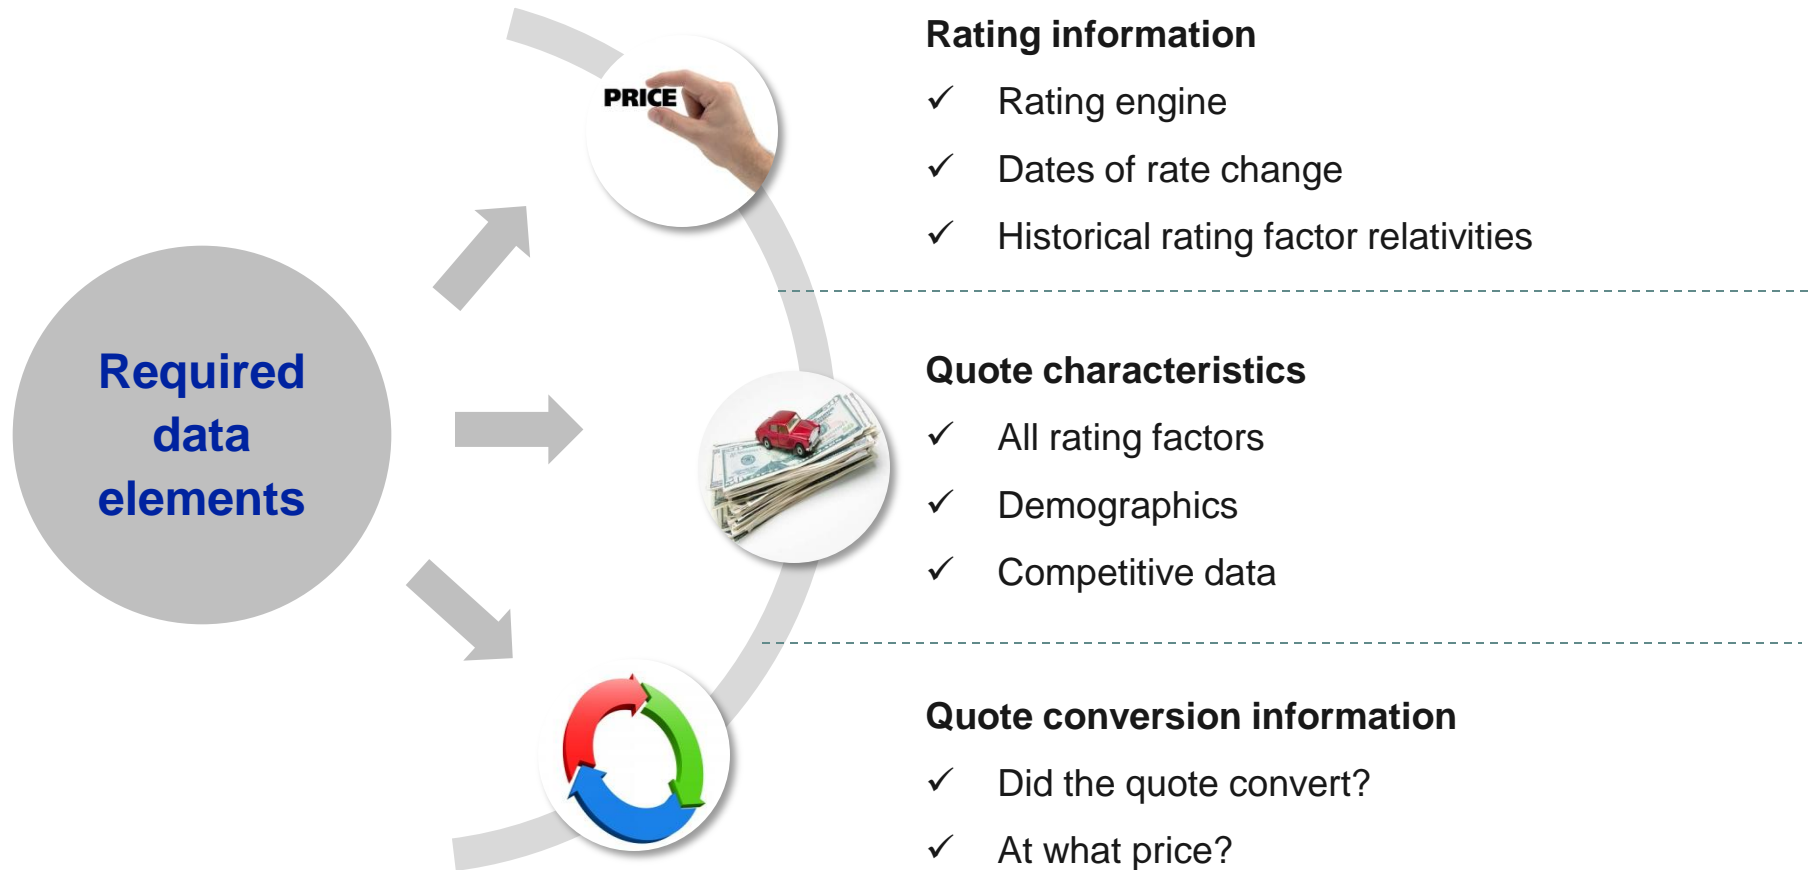 Required
data
elements
PRICE
Rating information
✓ Rating engine
✓ Dates of rate change
✓ Historical rating factor relativities
Quote characteristics
✓ All rating factors
✓ Demographics
✓ Competitive data
Quote conversion information
✓ Did the quote convert?
✓ At what price?